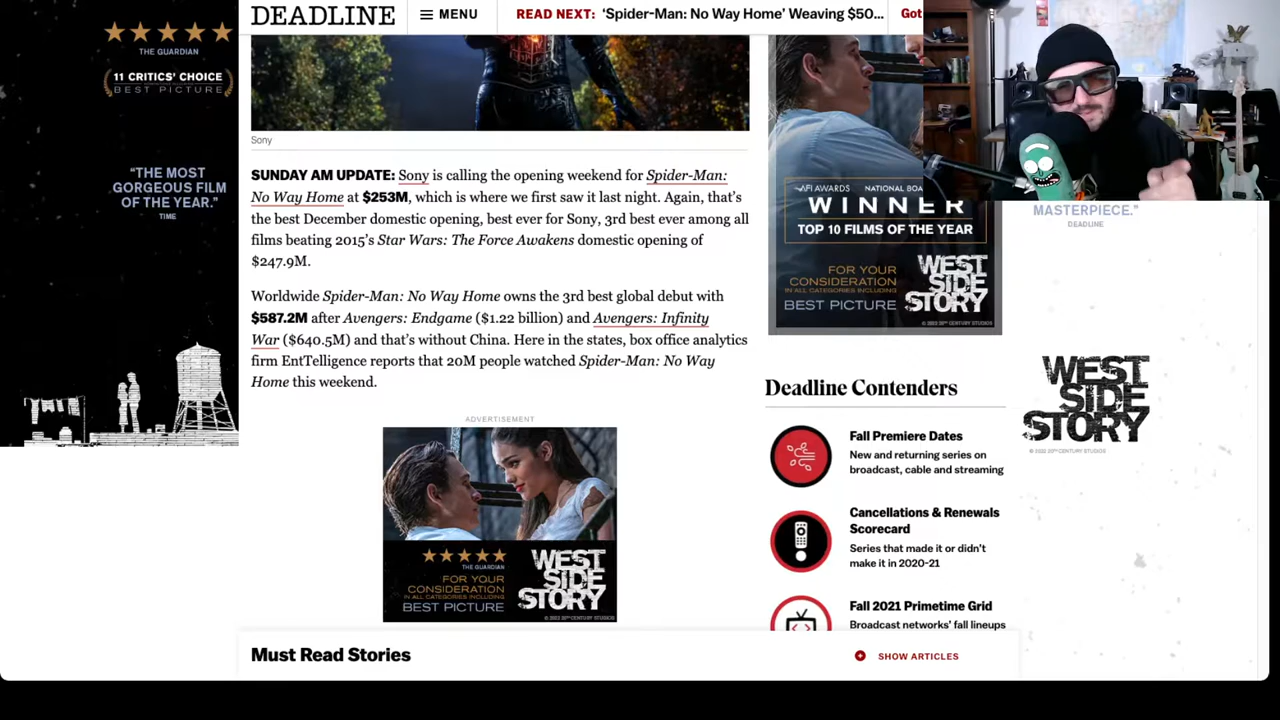 ★★★★★
THE GUARDIAN
11 CRITICS' CHOICE
BEST PICTURE
“THE MOST
GORGEOUS FILM
OF THE YEAR.”
TIME
DEADLINE
MENU
READ NEXT: ‘Spider-Man: No Way Home’ Weaving $50...
Got
Sony
SUNDAY AM UPDATE: Sony is calling the opening weekend for Spider-Man:
No Way Home at $253M, which is where we first saw it last night. Again, that’s
the best December domestic opening, best ever for Sony, 3rd best ever among all
films beating 2015’s Star Wars: The Force Awakens domestic opening of
$247.9M.
Worldwide Spider-Man: No Way Home owns the 3rd best global debut with
$587.2M after Avengers: Endgame ($1.22 billion) and Avengers: Infinity
War ($640.5M) and that’s without China. Here in the states, box office analytics
firm EntTelligence reports that 20M people watched Spider-Man: No Way
Home this weekend.
ADVERTISEMENT
★★★★★
THE GUARDIAN
FOR YOUR
CONSIDERATION
IN ALL CATEGORIES INCLUDING
BEST PICTURE
WEST
SIDE
STORY
AFI AWARDS NATIONAL BOA
WINNER
TOP 10 FILMS OF THE YEAR
FOR YOUR
CONSIDERATION
IN ALL CATEGORIES INCLUDING
BEST PICTURE
WEST
SIDE
STORY
MASTERPIECE.”
DEADLINE
WEST
SIDE
STORY
Deadline Contenders
Fall Premiere Dates
New and returning series on
broadcast, cable and streaming
Cancellations & Renewals
Scorecard
Series that made it or didn’t
make it in 2020-21
Fall 2021 Primetime Grid
Broadcast networks’ fall lineups
Must Read Stories
SHOW ARTICLES